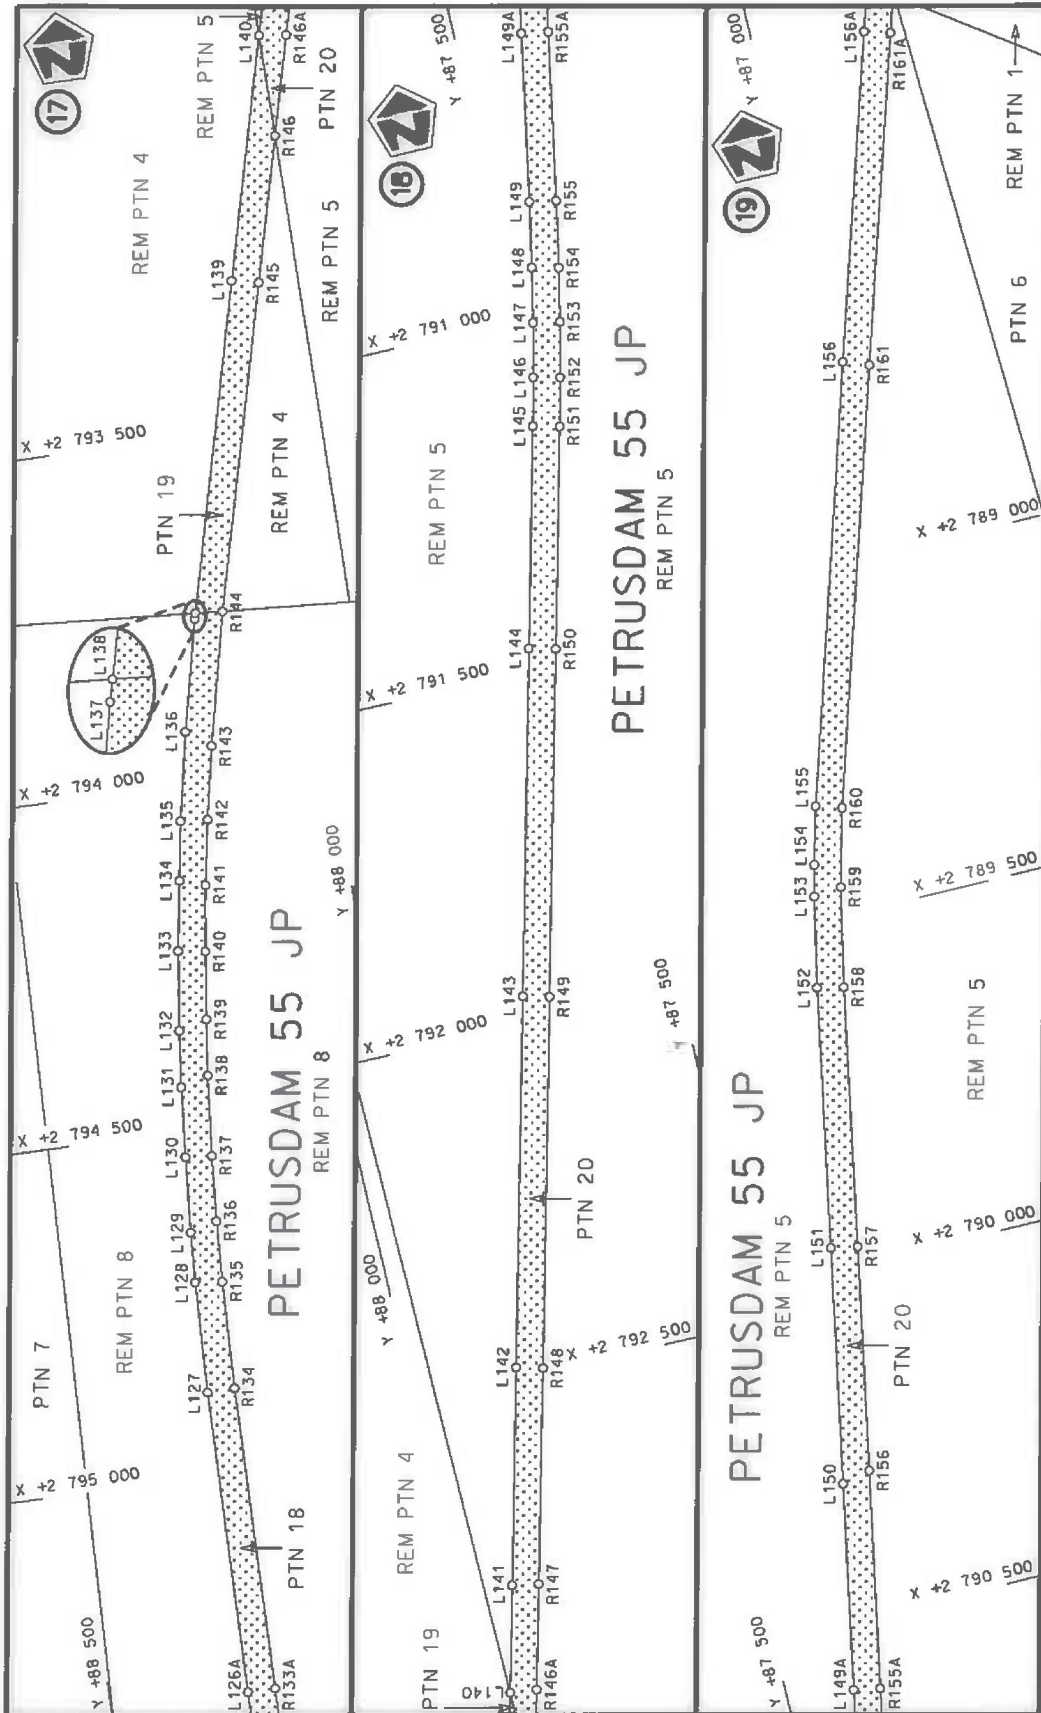 17
L140
REM PTN 5
R146A
PTN 20
R146
REM PTN 4
REM PTN 5
L139
R145
X +2 793 500
PTN 19
REM PTN 4
R144
L138
L137
L136
R143
X +2 794 000
L135
R142
L134
R141
Y +88 000
L133
R140
L132
R139
L131
R138
PETRUSDAM 55 JP
REM PTN 8
X +2 794 500
L130
R137
L129
R136
L128
R135
REM PTN 8
PTN 7
L127
R134
X +2 795 000
PTN 18
Y +88 500
L126A
R133A
18
Y +87 500
L149A
R155A
L149
R155
L148
R154
X +2 791 000
L147
R153
L146
R152
L145
R151
REM PTN 5
PETRUSDAM 55 JP
REM PTN 5
L144
R150
X +2 791 500
L143
R149
X +2 792 000
Y +87 500
PTN 20
Y +88 000
L142
R148
X +2 792 500
REM PTN 4
L141
R147
PTN 19
L140
R146A
19
Y +87 000
L156A
R161A
REM PTN 1
PTN 6
L156
R161
X +2 789 000
L155
R160
L154
L153
R159
X +2 789 500
L152
R158
REM PTN 5
PETRUSDAM 55 JP
REM PTN 5
L151
R157
X +2 790 000
PTN 20
L150
R156
X +2 790 500
Y +87 500
L149A
R155A